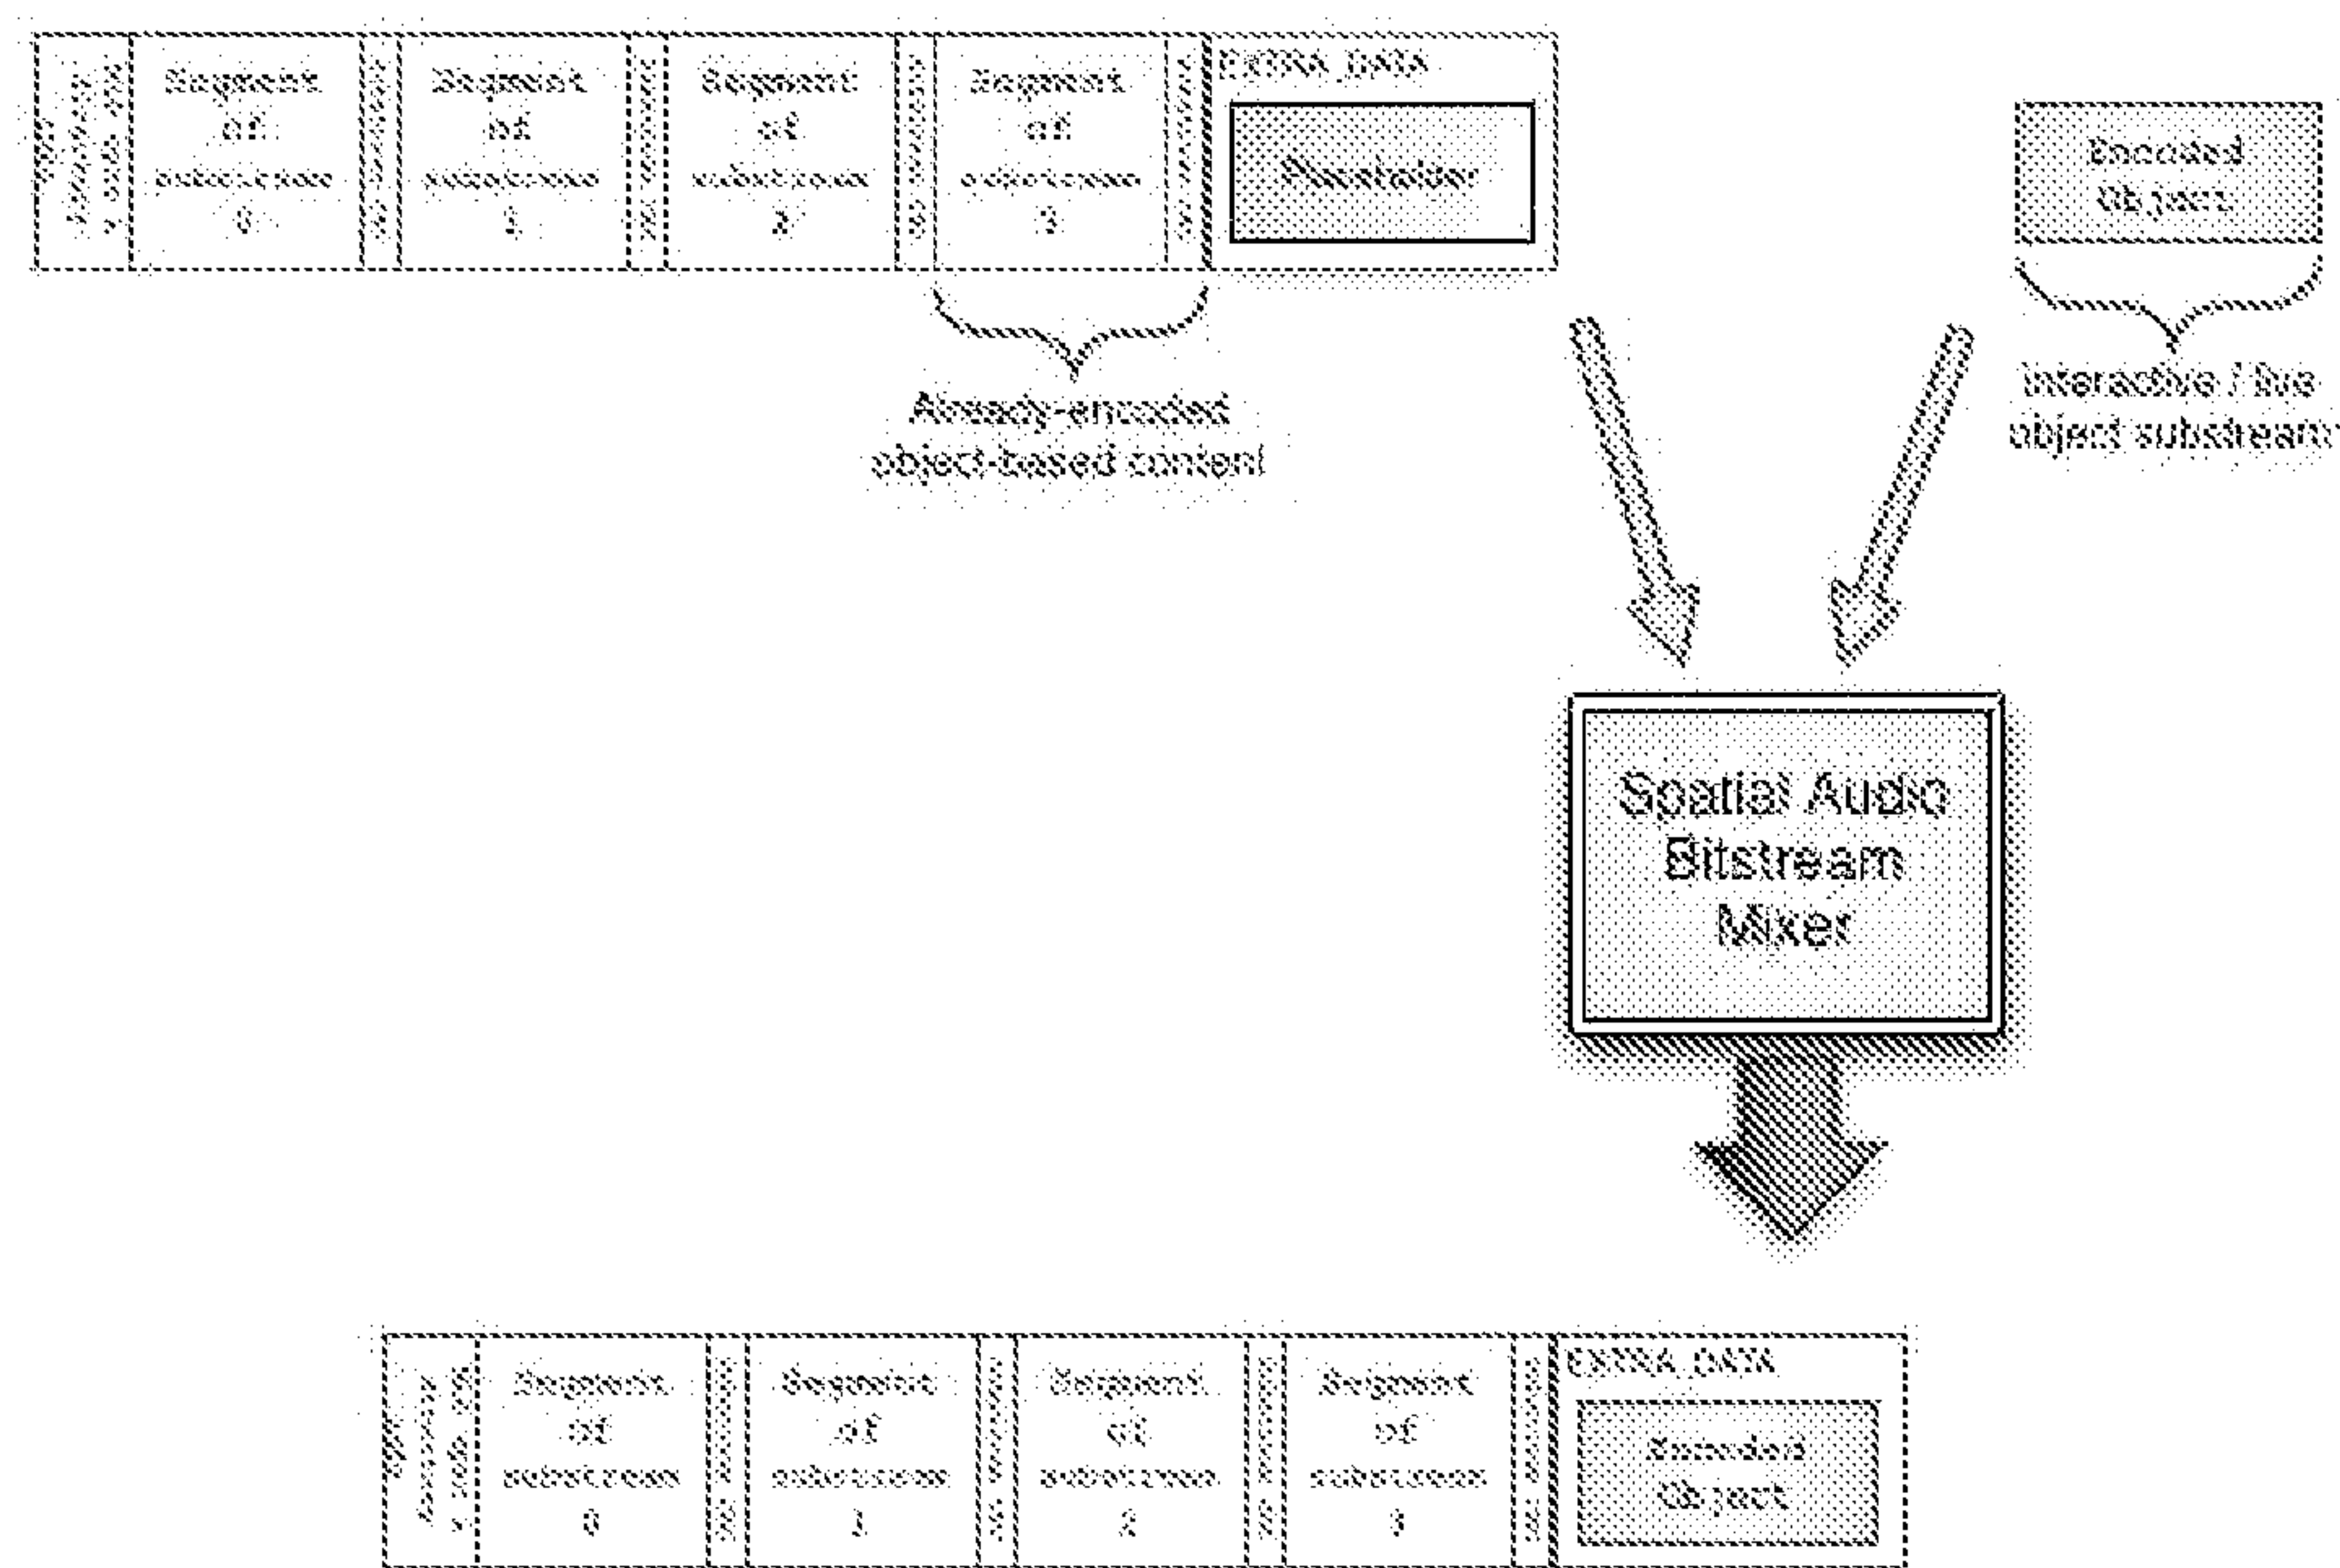 Segment
of
substream
0
Segment
of
substream
1
Segment
of
substream
2
Segment
of
substream
3
EXTRA_DATA
Placeholder
Encoded
Object
Already-encoded
object-based content
interactive / live
object substream
Spatial Audio
Bitstream
Mixer
Segment
of
substream
0
Segment
of
substream
1
Segment
of
substream
2
Segment
of
substream
3
EXTRA_DATA
Encoded
Object